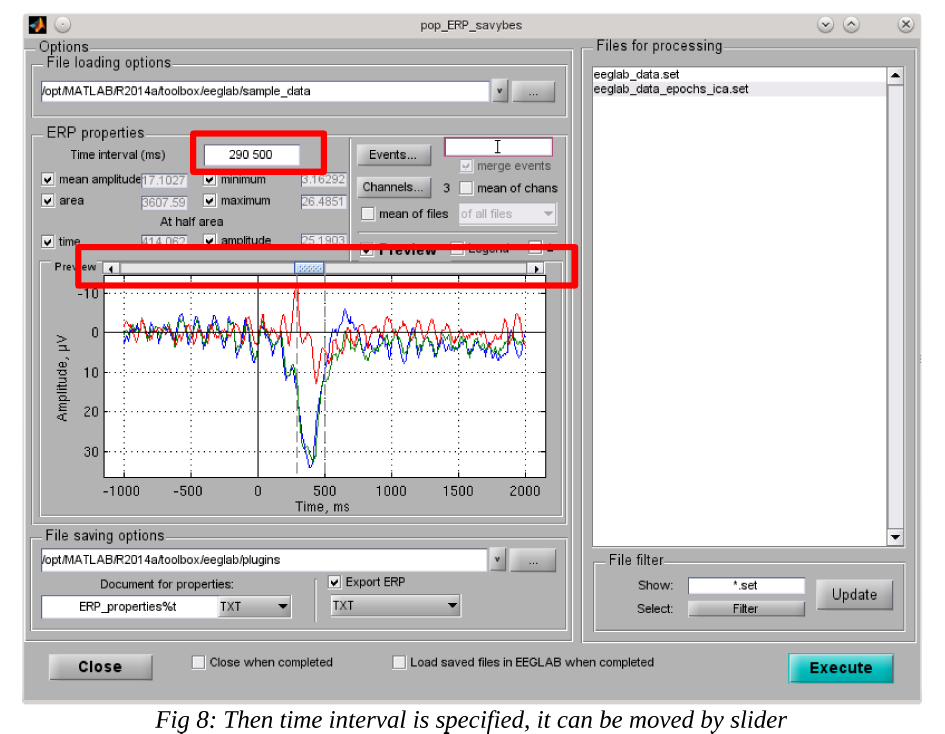 pop_ERP_savybes
Options
File loading options
/opt/MATLAB/R2014a/toolbox/eeglab/sample_data
...
ERP properties
Time interval (ms)
290 500
mean amplitude
17.1027
minimum
3.16292
area
3607.59
maximum
26.4851
At half area
time
414.062
amplitude
25.1903
Events...
merge events
Channels...
3
mean of chans
mean of files
of all files
Preview
Legend
Preview
-10
0
10
20
30
Amplitude, µV
-1000
-500
0
500
1000
1500
2000
Time, ms
File saving options
/opt/MATLAB/R2014a/toolbox/eeglab/plugins
...
Document for properties:
ERP_properties%t
TXT
Export ERP
TXT
Files for processing
eeglab_data.set
eeglab_data_epochs_ica.set
File filter
Show:
*.set
Select:
Filter
Update
Close
Close when completed
Load saved files in EEGLAB when completed
Execute
Fig 8: Then time interval is specified, it can be moved by slider